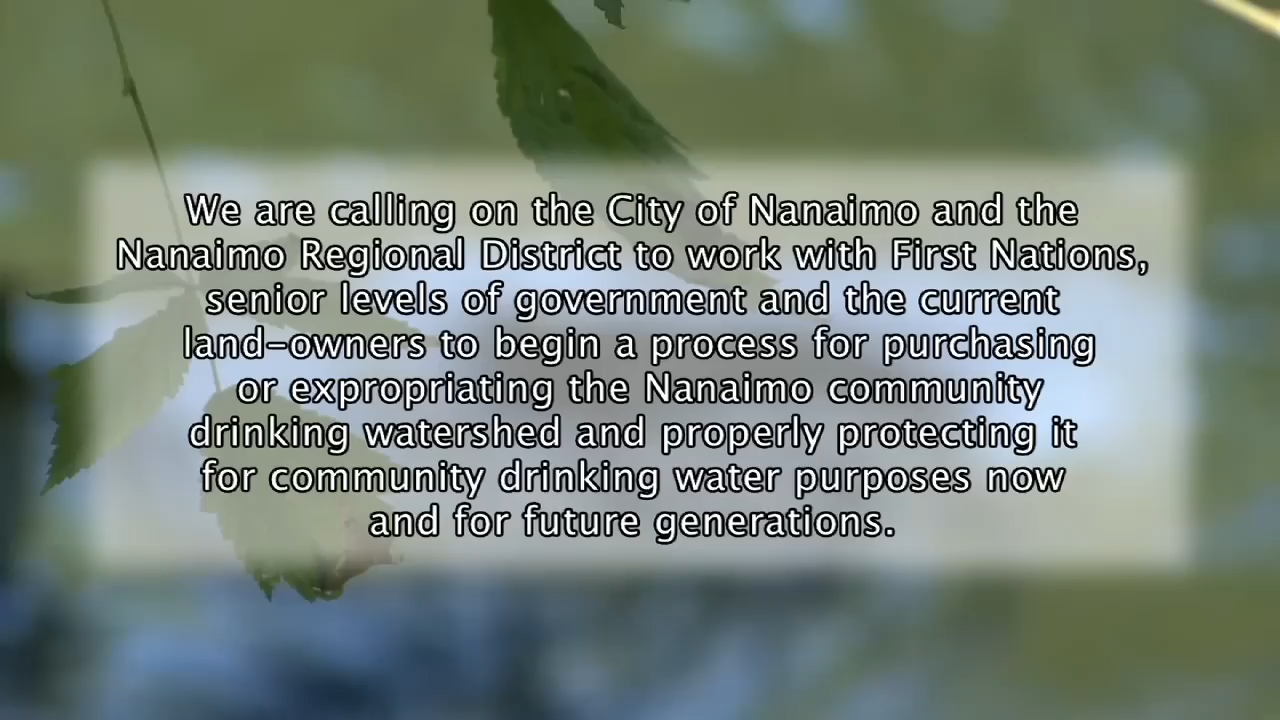 We are calling on the City of Nanaimo and the
Nanaimo Regional District to work with First Nations,
senior levels of government and the current
land-owners to begin a process for purchasing
or expropriating the Nanaimo community
drinking watershed and properly protecting it
for community drinking water purposes now
and for future generations.